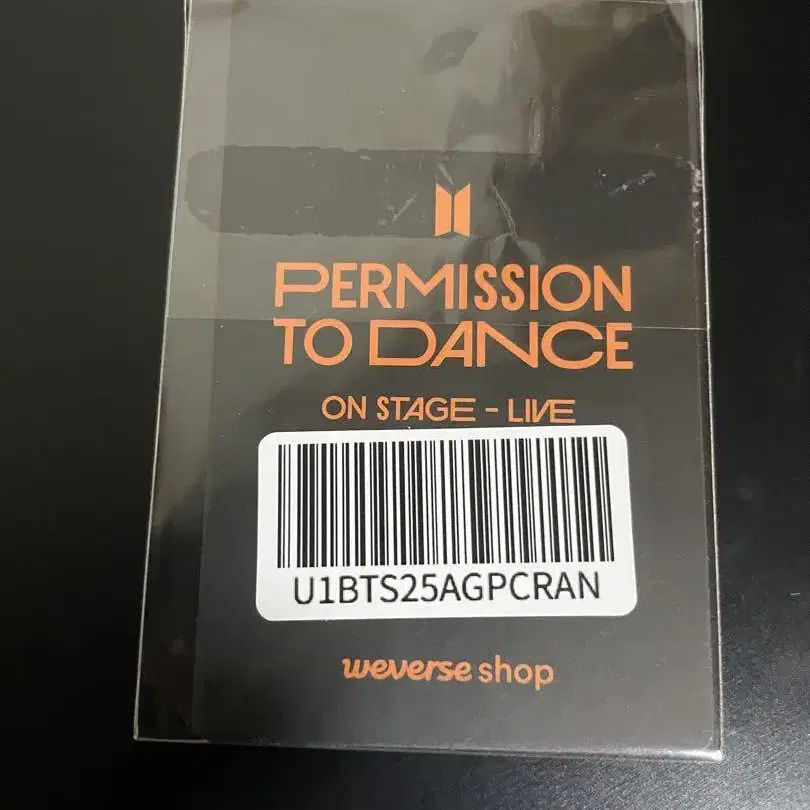 PERMISSION
TO DANCE
ON STAGE - LIVE
U1BTS25AGPCRAN
weverse shop